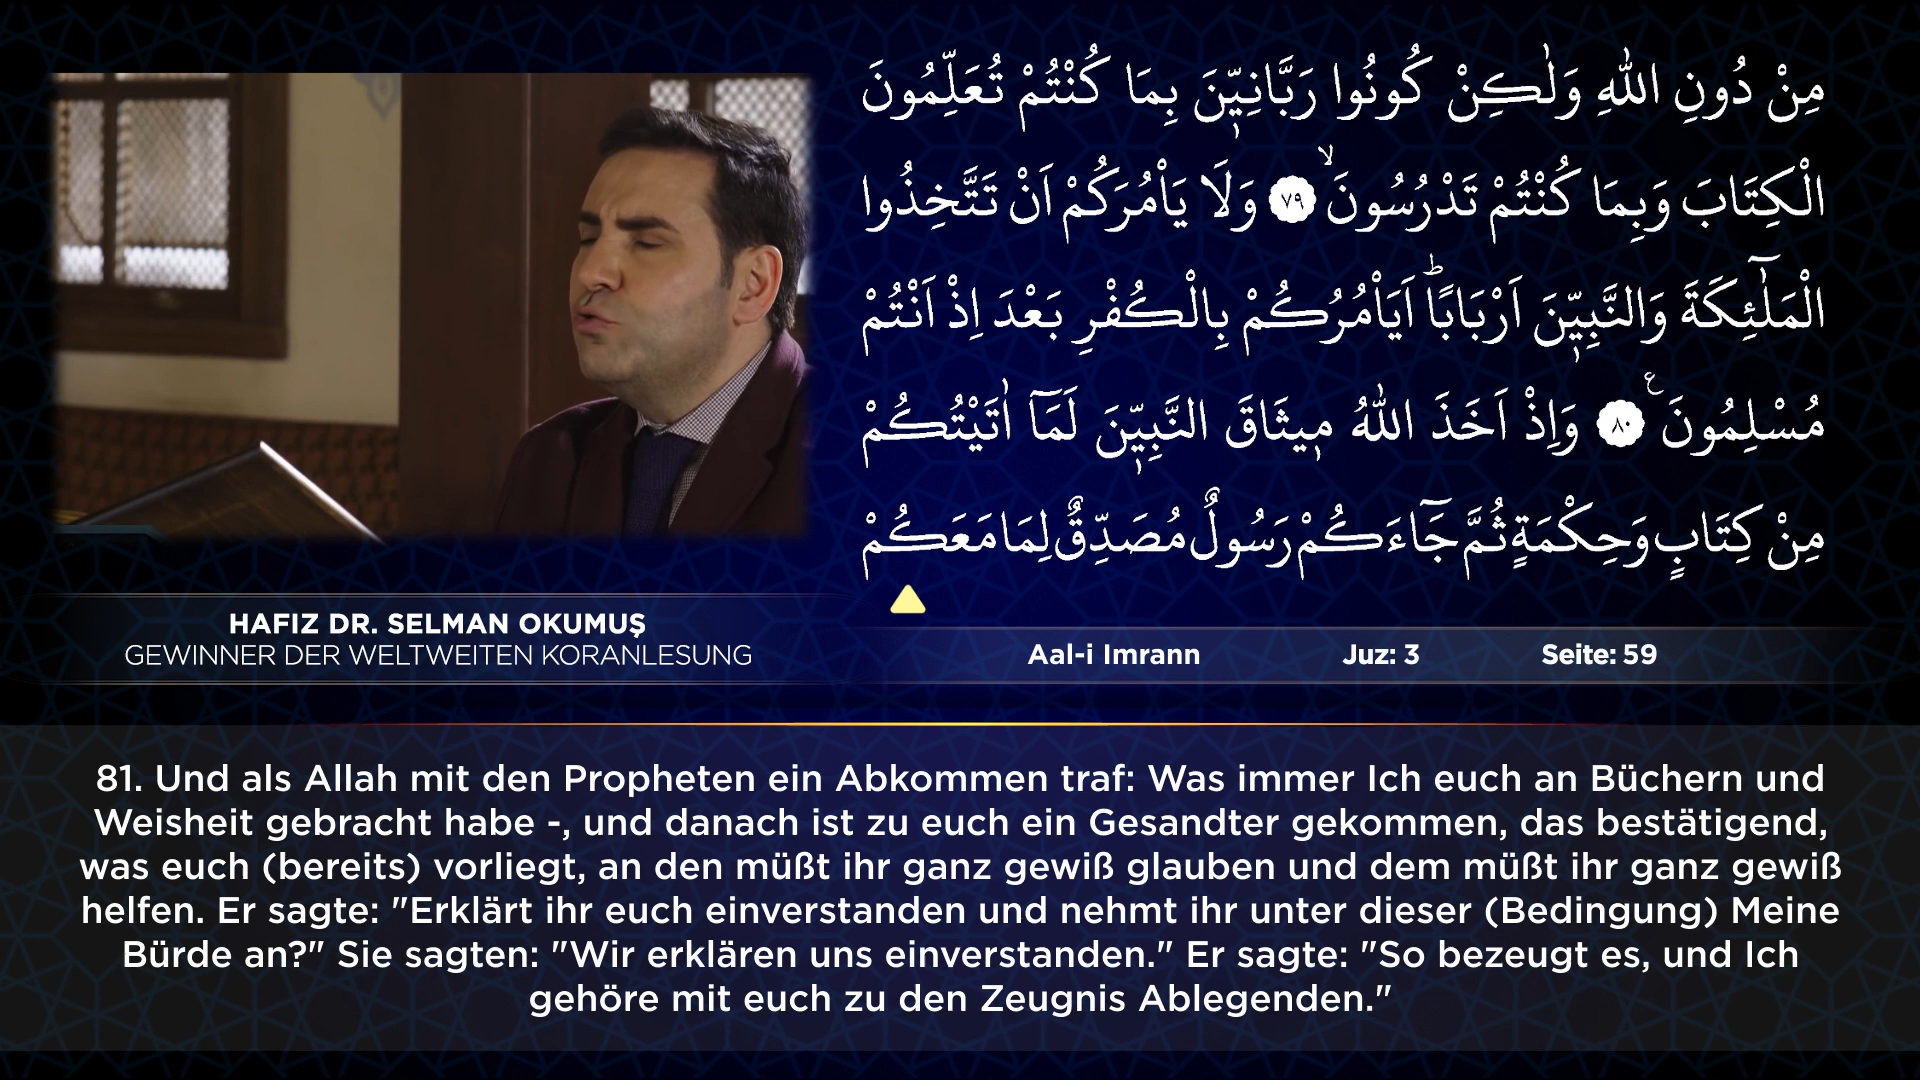 مِنْ دُونِ اللّٰهِ وَلٰكِنْ كُونُوا رَبَّانِيّ۪نَ بِمَا كُنْتُمْ تُعَلِّمُونَ
الْكِتَابَ وَبِمَا كُنْتُمْ تَدْرُسُونَۙ ﴿٧٩﴾ وَلَا يَأْمُرَكُمْ اَنْ تَتَّخِذُوا
الْمَلٰٓئِكَةَ وَالنَّبِيّ۪نَ اَرْبَابًاؕ اَيَأْمُرُكُمْ بِالْكُفْرِ بَعْدَ اِذْ اَنْتُمْ
مُسْلِمُونَ۟ ﴿٨٠﴾ وَاِذْ اَخَذَ اللّٰهُ م۪يثَاقَ النَّبِيّ۪نَ لَمَٓا اٰتَيْتُكُمْ
مِنْ كِتَابٍ وَحِكْمَةٍ ثُمَّ جَٓاءَكُمْ رَسُولٌ مُصَدِّقٌ لِمَا مَعَكُمْ
HAFIZ DR. SELMAN OKUMUŞ
GEWINNER DER WELTWEITEN KORANLESUNG
Aal-i Imrann Juz: 3 Seite: 59
81. Und als Allah mit den Propheten ein Abkommen traf: Was immer Ich euch an Büchern und
Weisheit gebracht habe -, und danach ist zu euch ein Gesandter gekommen, das bestätigend,
was euch (bereits) vorliegt, an den müßt ihr ganz gewiß glauben und dem müßt ihr ganz gewiß
helfen. Er sagte: "Erklärt ihr euch einverstanden und nehmt ihr unter dieser (Bedingung) Meine
Bürde an?" Sie sagten: "Wir erklären uns einverstanden." Er sagte: "So bezeugt es, und Ich
gehöre mit euch zu den Zeugnis Ablegenden."